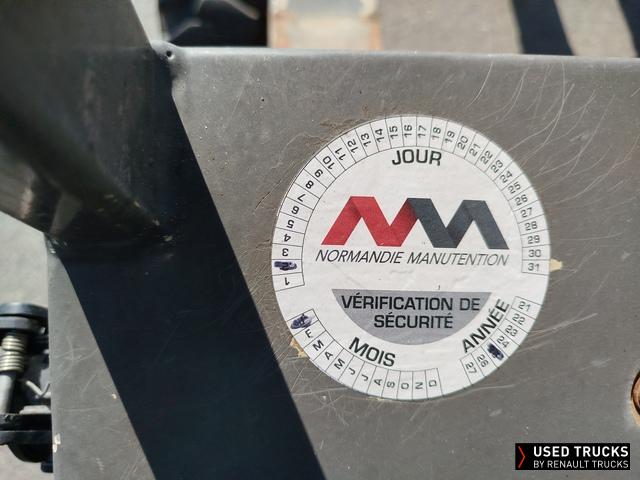 JOUR
1 3 4 5 6 7 8 9 10 11 12 13 14 15 16 17 18 19 20 21 22 23 24 25 26 27 28 29 30 31
NORMANDIE MANUTENTION
VÉRIFICATION DE
SÉCURITÉ
MOIS
F M A M J J A S O N D
ANNÉE
21 22 23 24 26 27
USED TRUCKS
BY RENAULT TRUCKS